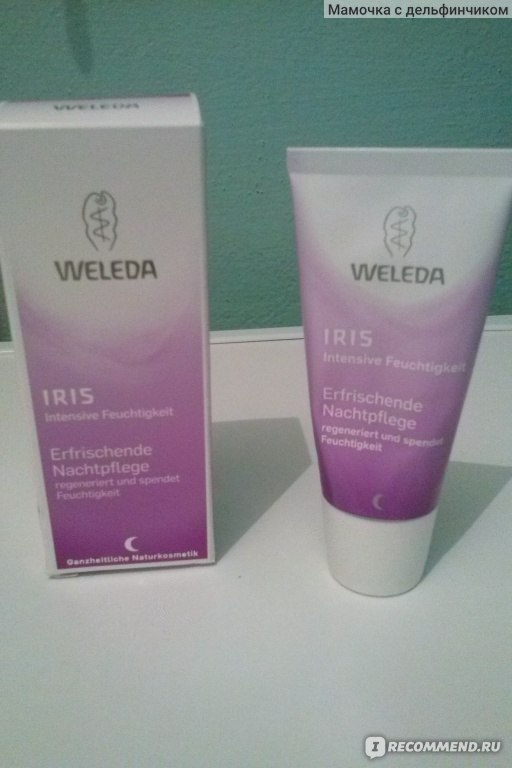 Мамочка с дельфинчиком
WELEDA
WELEDA
IRIS
Intensive Feuchtigkeit
Erfrischende
Nachtpflege
regeneriert und spendet
Feuchtigkeit
Ganzheitliche Naturkosmetik
WELEDA
IRIS
Intensive Feuchtigkeit
Erfrischende
Nachtpflege
regeneriert und spendet
Feuchtigkeit
I RECOMMEND.RU